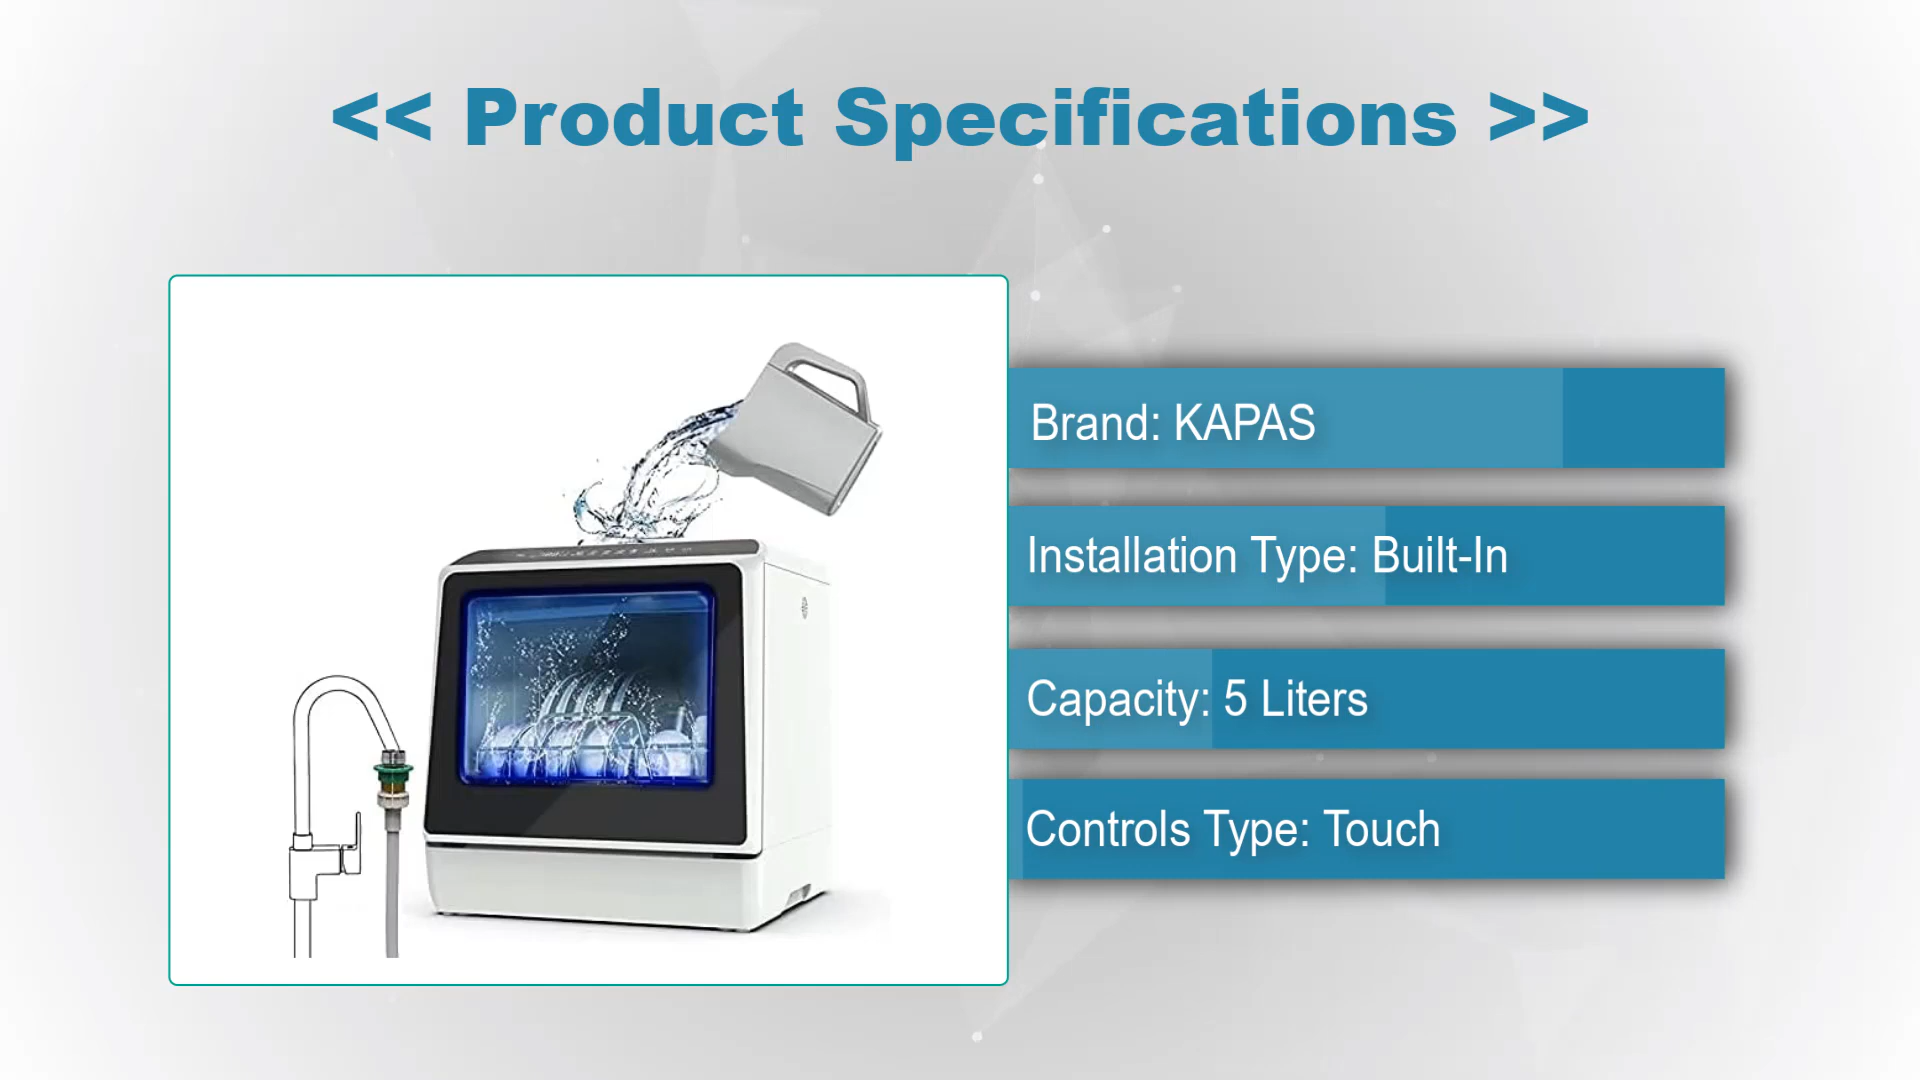 << Product Specifications >>
Brand: KAPAS
Installation Type: Built-In
Capacity: 5 Liters
Controls Type: Touch